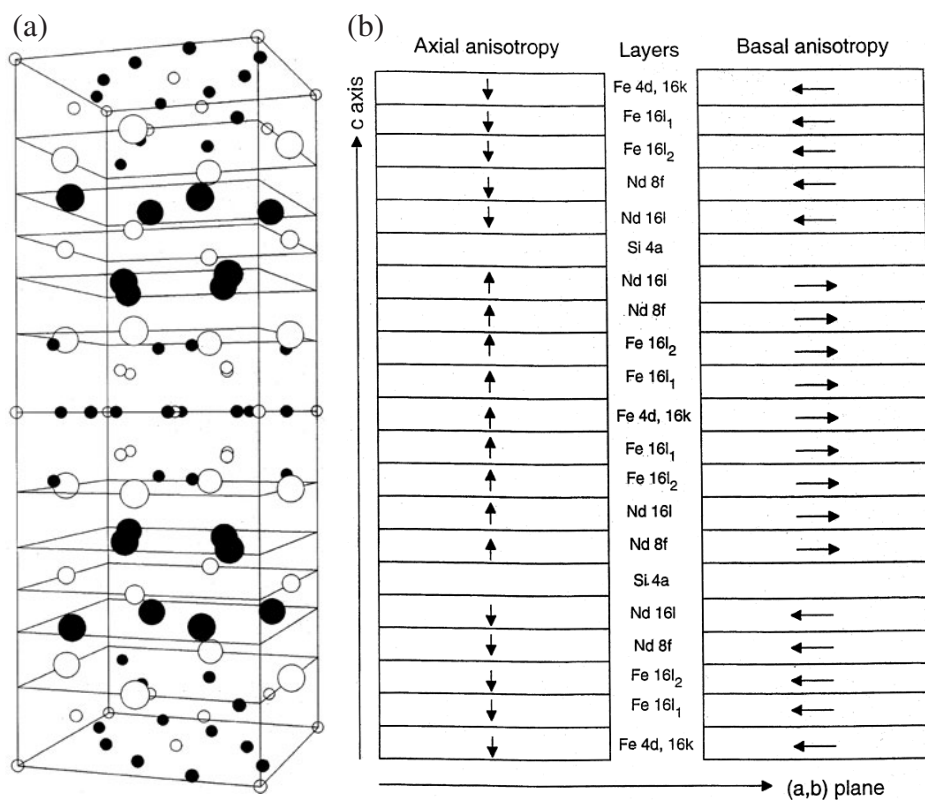 (a)
(b)
Axial anisotropy
Layers
Basal anisotropy
c axis
Fe 4d, 16k
Fe 16l₁
Fe 16l₂
Nd 8f
Nd 16l
Si 4a
Nd 16l
Nd 8f
Fe 16l₂
Fe 16l₁
Fe 4d, 16k
Fe 16l₁
Fe 16l₂
Nd 16l
Nd 8f
Si 4a
Nd 16l
Nd 8f
Fe 16l₂
Fe 16l₁
Fe 4d, 16k
(a,b) plane